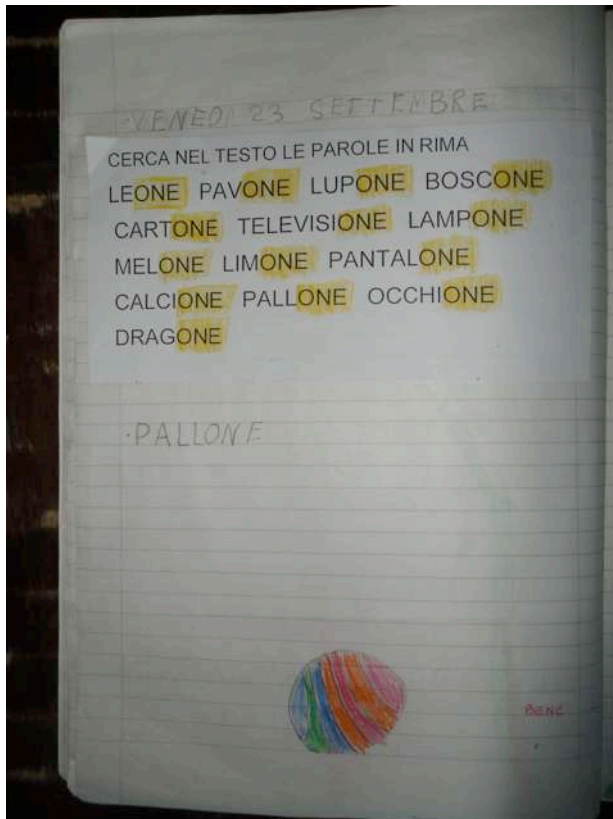 VENEDI 23 SETTEMBRE
CERCA NEL TESTO LE PAROLE IN RIMA
LEONE PAVONE LUPONE BOSCONE
CARTONE TELEVISIONE LAMPONE
MELONE LIMONE PANTALONE
CALCIONE PALLONE OCCHIONE
DRAGONE
·PALLONE
BENE